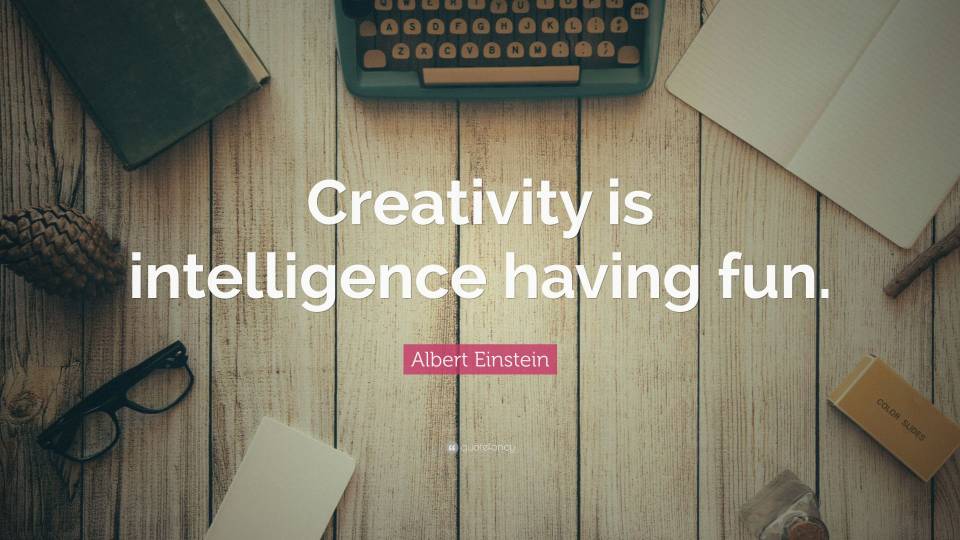 A S D F G H J K L
Z X C V B N M
Creativity is
intelligence having fun.
Albert Einstein
COLOR SLIDES
quotefancy